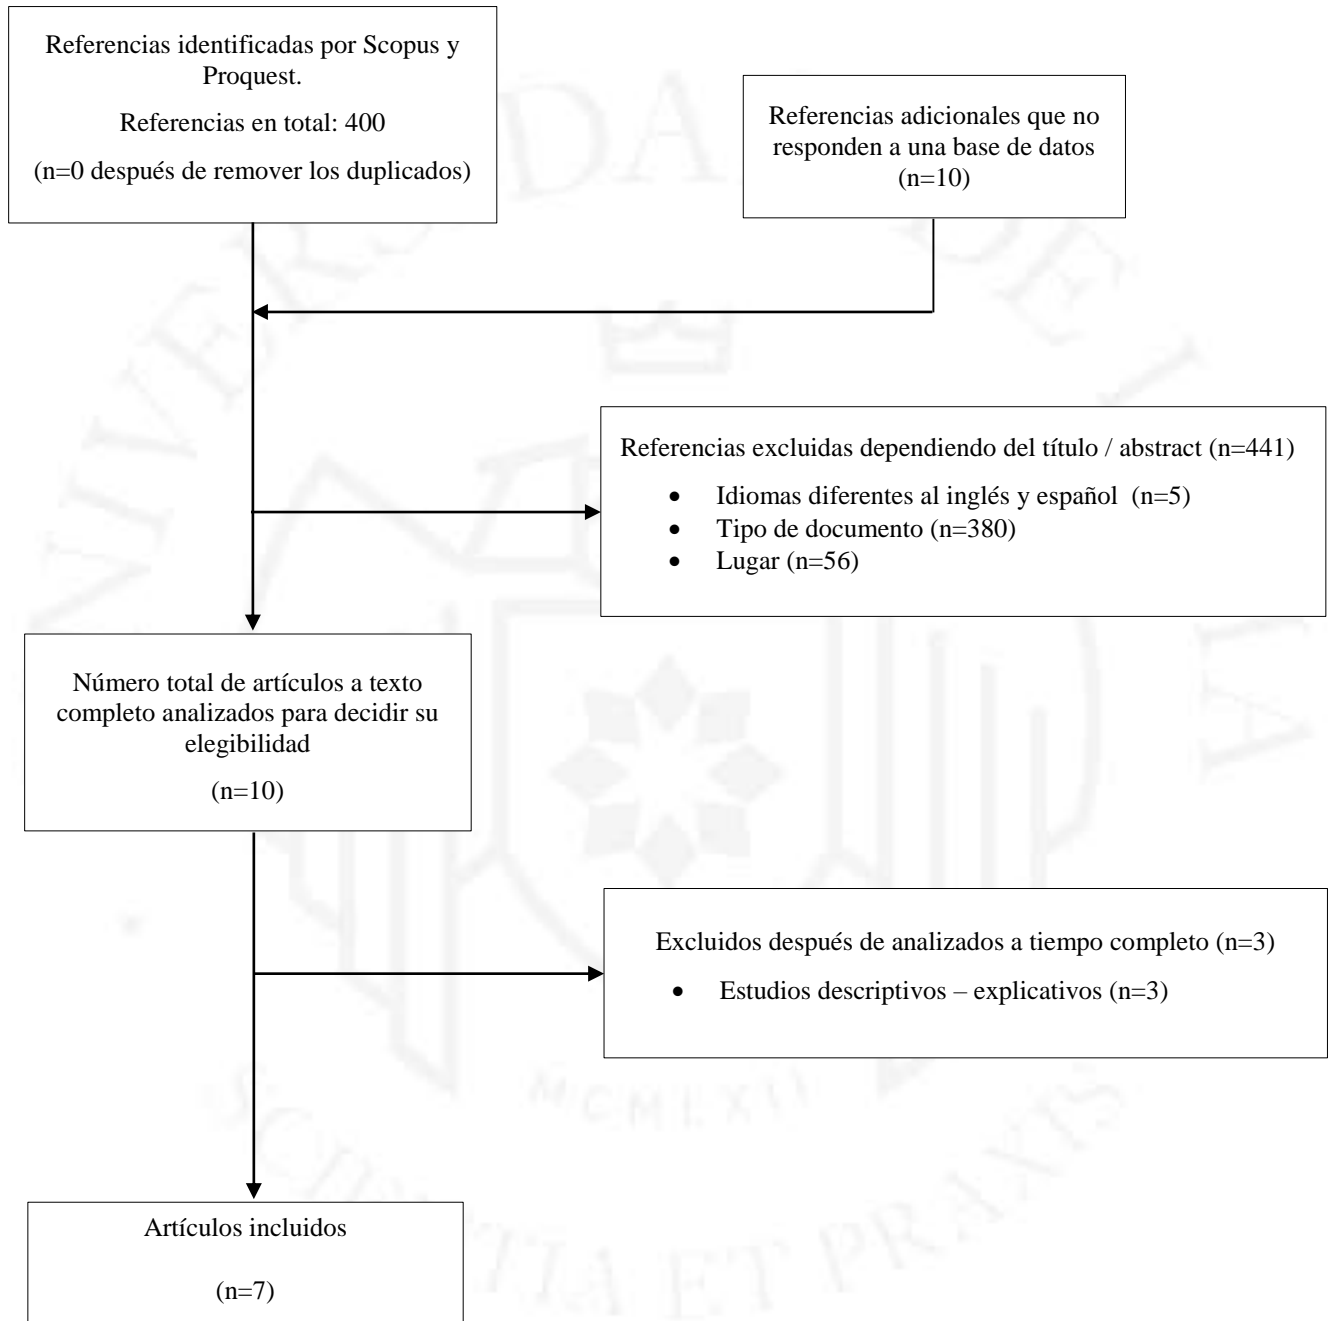 Referencias identificadas por Scopus y
Proquest.
Referencias en total: 400
(n=0 después de remover los duplicados)
Referencias adicionales que no
responden a una base de datos
(n=10)
Referencias excluidas dependiendo del título / abstract (n=441)
• Idiomas diferentes al inglés y español (n=5)
• Tipo de documento (n=380)
• Lugar (n=56)
Número total de artículos a texto
completo analizados para decidir su
elegibilidad
(n=10)
Excluidos después de analizados a tiempo completo (n=3)
• Estudios descriptivos – explicativos (n=3)
Artículos incluidos
(n=7)
MCMLXII